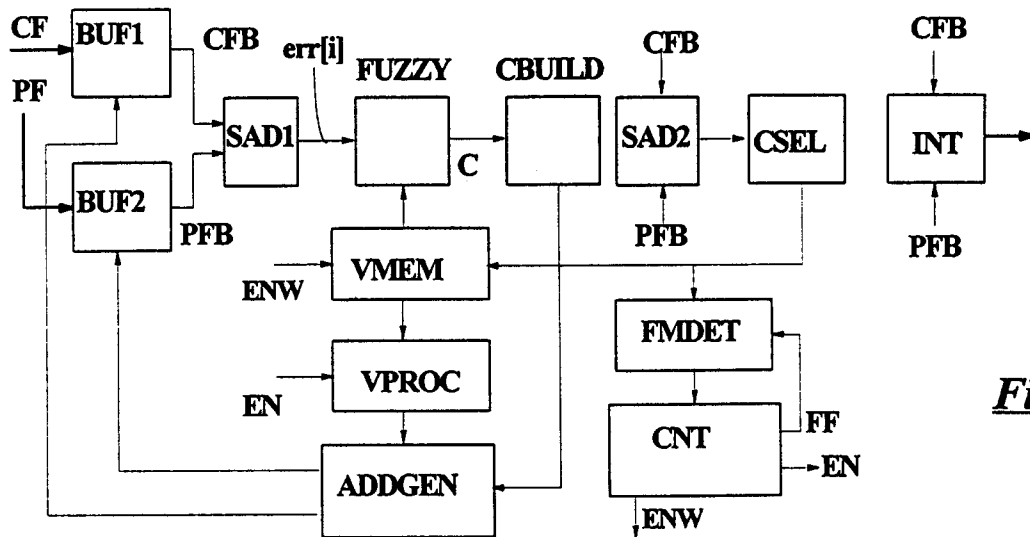 CF
BUF1
CFB
err[i]
FUZZY
CBUILD
CFB
CFB
PF
SAD1
C
SAD2
CSEL
INT
BUF2
PFB
PFB
PFB
ENW
VMEM
FMDET
EN
VPROC
CNT
FF
EN
ADDGEN
ENW
Fi